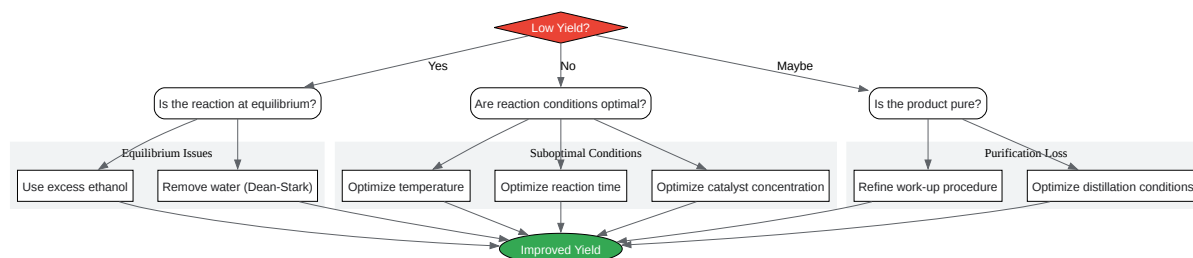 Low Yield?
Yes
No
Maybe
Is the reaction at equilibrium?
Are reaction conditions optimal?
Is the product pure?
Equilibrium Issues
Suboptimal Conditions
Purification Loss
Use excess ethanol
Remove water (Dean-Stark)
Optimize temperature
Optimize reaction time
Optimize catalyst concentration
Refine work-up procedure
Optimize distillation conditions
Improved Yield